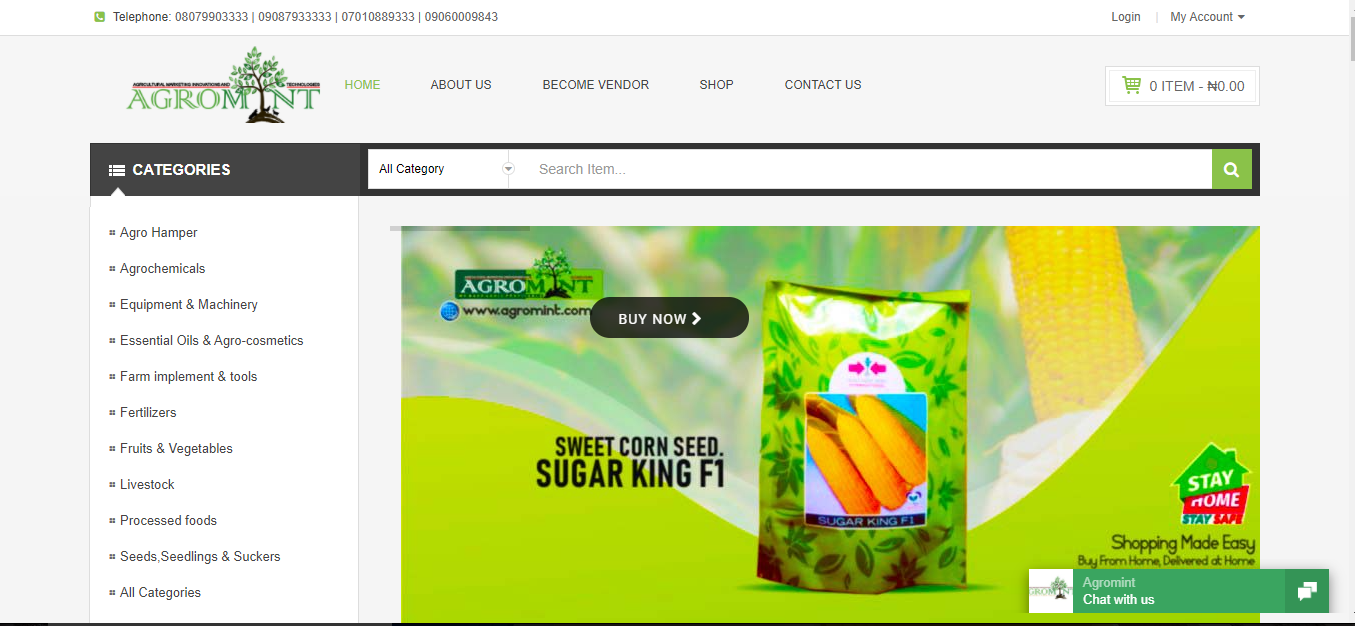 Telephone: 08079903333 | 09087933333 | 07010889333 | 09060009843
Login | My Account
AGRICULTURAL MARKETING INNOVATIONS AND TECHNOLOGIES
AGROMINT
HOME ABOUT US BECOME VENDOR SHOP CONTACT US
0 ITEM - ₦0.00
CATEGORIES
All Category
Search Item...
Agro Hamper
Agrochemicals
Equipment & Machinery
Essential Oils & Agro-cosmetics
Farm implement & tools
Fertilizers
Fruits & Vegetables
Livestock
Processed foods
Seeds,Seedlings & Suckers
All Categories
AGROMINT
www.agromint.com
BUY NOW
SWEET CORN SEED.
SUGAR KING F1
SUGAR KING F1
STAY
HOME
STAY SAFE
Shopping Made Easy
Buy From Home, Delivered at Home
AGROMINT
Agromint
Chat with us